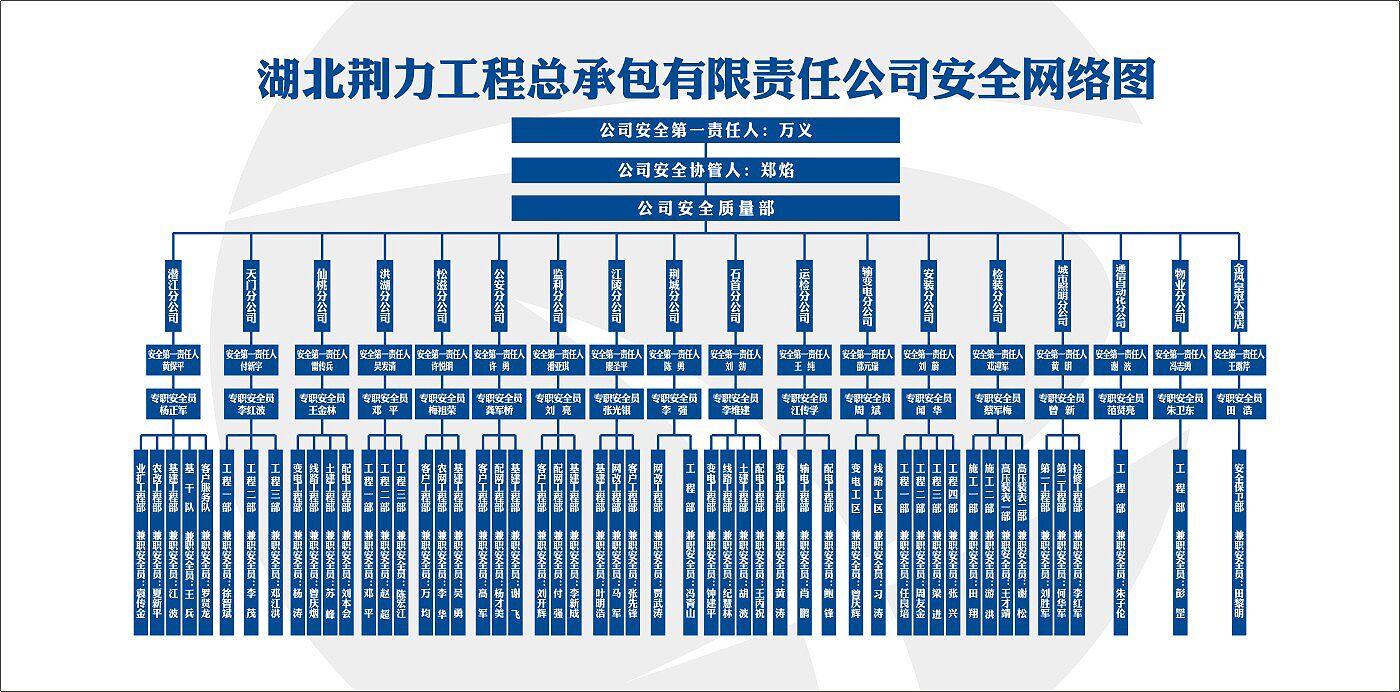 湖北荆力工程总承包有限责任公司安全网络图
公司安全第一责任人：万义
公司安全协管人：郑焰
公司安全质量部
潜江分公司
天门分公司
仙桃分公司
洪湖分公司
松滋分公司
公安分公司
监利分公司
江陵分公司
荆城分公司
石首分公司
运检分公司
输变电分公司
安装分公司
检装分公司
城市照明分公司
通信自动化分公司
物业分公司
金凤皇冠大酒店
安全第一责任人
黄保平
安全第一责任人
付新宇
安全第一责任人
雷传兵
安全第一责任人
吴发清
安全第一责任人
许悦明
安全第一责任人
许 勇
安全第一责任人
潘亚琪
安全第一责任人
廖圣平
安全第一责任人
陈 勇
安全第一责任人
刘 劲
安全第一责任人
王 纯
安全第一责任人
邵元瑞
安全第一责任人
刘 蔚
安全第一责任人
邓迎军
安全第一责任人
黄 明
安全第一责任人
谢 波
安全第一责任人
冯志勇
安全第一责任人
王璐芹
专职安全员
杨正军
专职安全员
李红波
专职安全员
王金林
专职安全员
邓 平
专职安全员
梅祖荣
专职安全员
龚军桥
专职安全员
刘 亮
专职安全员
张光银
专职安全员
李 强
专职安全员
李维建
专职安全员
江传学
专职安全员
周 斌
专职安全员
闻 华
专职安全员
蔡军梅
专职安全员
曾 新
专职安全员
范贤亮
专职安全员
朱卫东
专职安全员
田 浩
业扩工程部 兼职安全员：袁传金
农改工程部 兼职安全员：夏新平
基建工程部 兼职安全员：江 波
基干队 兼职安全员：王 兵
客户服务队 兼职安全员：罗贤龙
工程一部 兼职安全员：徐智斌
工程二部 兼职安全员：李 茂
工程三部 兼职安全员：邓江洪
变电工程部 兼职安全员：杨 涛
线路工程部 兼职安全员：曾庆烟
土建工程部 兼职安全员：苏 峰
配电工程部 兼职安全员：刘本会
工程一部 兼职安全员：邓 平
工程二部 兼职安全员：赵 超
工程三部 兼职安全员：陈宏江
客户工程部 兼职安全员：万 均
农网工程部 兼职安全员：李 华
基建工程部 兼职安全员：吴 勇
客户工程部 兼职安全员：高 军
配网工程部 兼职安全员：杨才美
基建工程部 兼职安全员：谢 飞
客户工程部 兼职安全员：刘开辉
配网工程部 兼职安全员：付 强
基建工程部 兼职安全员：李新成
基建工程部 兼职安全员：叶明浩
网改工程部 兼职安全员：马 军
客户工程部 兼职安全员：张先锋
网改工程部 兼职安全员：贾武涛
工程部 兼职安全员：冯青山
变电工程部 兼职安全员：钟建平
线路工程部 兼职安全员：纪慧林
土建工程部 兼职安全员：胡 波
配电工程部 兼职安全员：王丙祝
变电工程部 兼职安全员：黄 涛
输电工程部 兼职安全员：肖 鹏
配电工程部 兼职安全员：鲍 锋
变电工区 兼职安全员：曾庆辉
线路工区 兼职安全员：习 涛
工程一部 兼职安全员：任良培
工程二部 兼职安全员：周友金
工程三部 兼职安全员：梁 进
工程四部 兼职安全员：张 兴
施工一部 兼职安全员：田 翔
施工二部 兼职安全员：游 洪
高压装表一部 兼职安全员：王才弟
高压装表二部 兼职安全员：谢 松
第一工程部 兼职安全员：刘胜军
第二工程部 兼职安全员：何华军
检修工程部 兼职安全员：李红军
工程部 兼职安全员：朱子伦
工程部 兼职安全员：彭 罡
安全保卫部 兼职安全员：田黎明